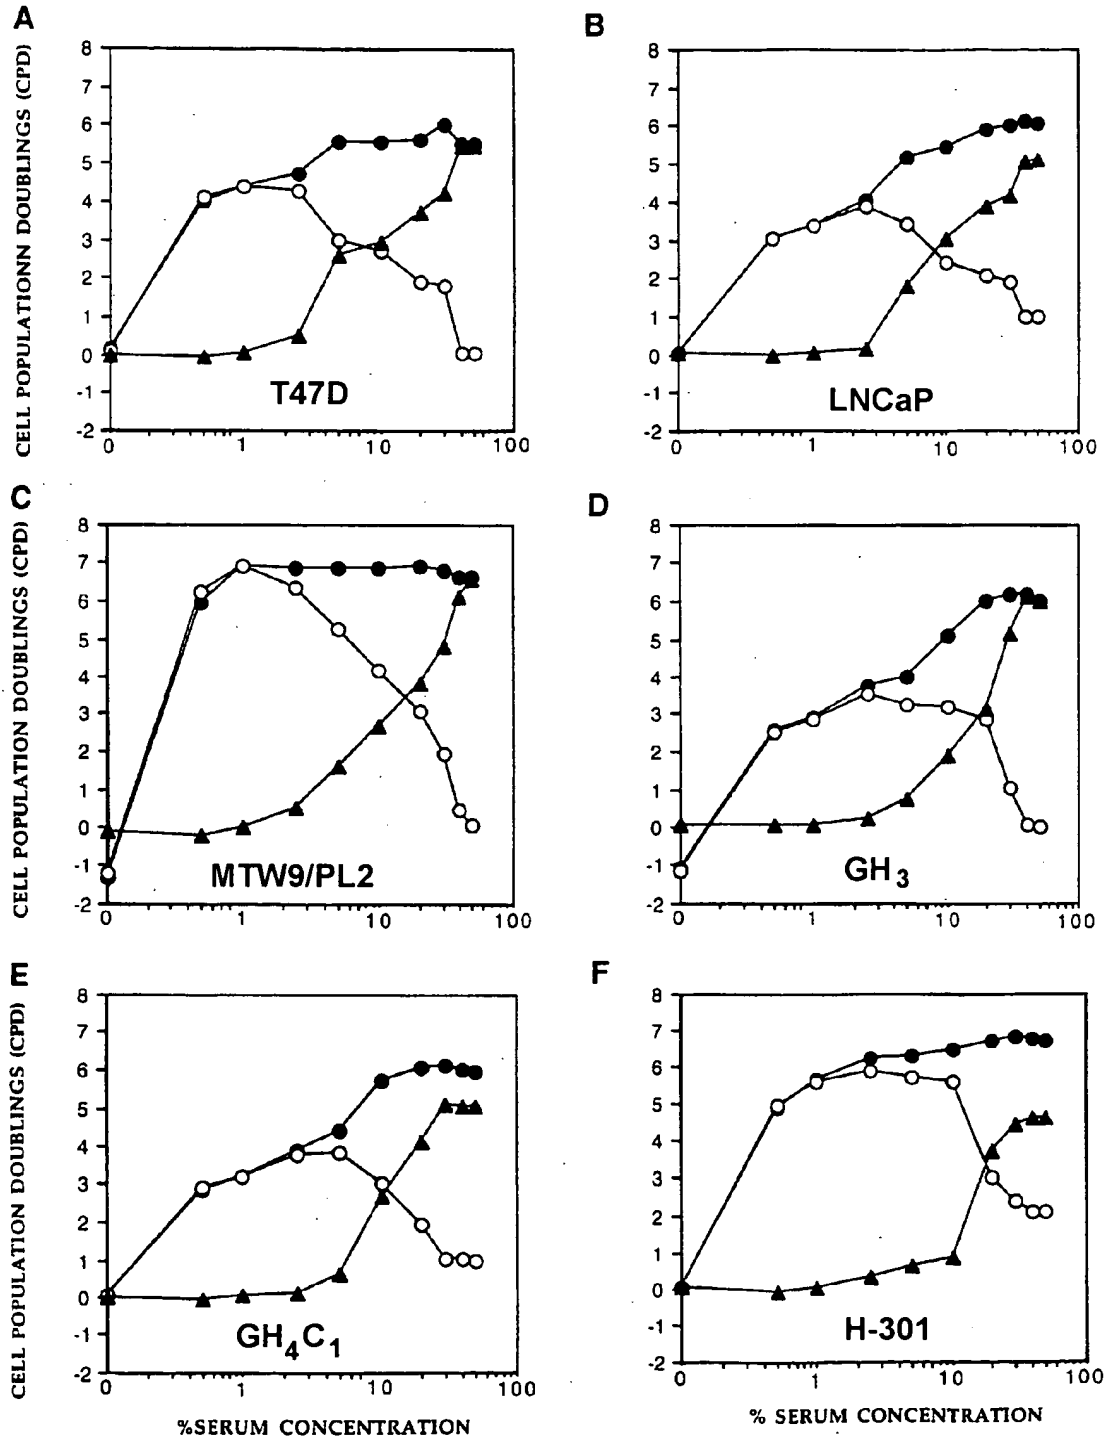 A
CELL POPULATIONN DOUBLINGS (CPD)
8
7
6
5
4
3
2
1
0
-1
-2
T47D
0 1 10 100
B
8
7
6
5
4
3
2
1
0
-1
-2
LNCaP
0 1 10 100
C
CELL POPULATION DOUBLINGS (CPD)
8
7
6
5
4
3
2
1
0
-1
-2
MTW9/PL2
0 1 10 100
D
8
7
6
5
4
3
2
1
0
-1
-2
GH3
0 1 10 100
E
CELL POPULATION DOUBLINGS (CPD)
8
7
6
5
4
3
2
1
0
-1
-2
GH4C1
0 1 10 100
%SERUM CONCENTRATION
F
8
7
6
5
4
3
2
1
0
-1
-2
H-301
0 1 10 100
% SERUM CONCENTRATION